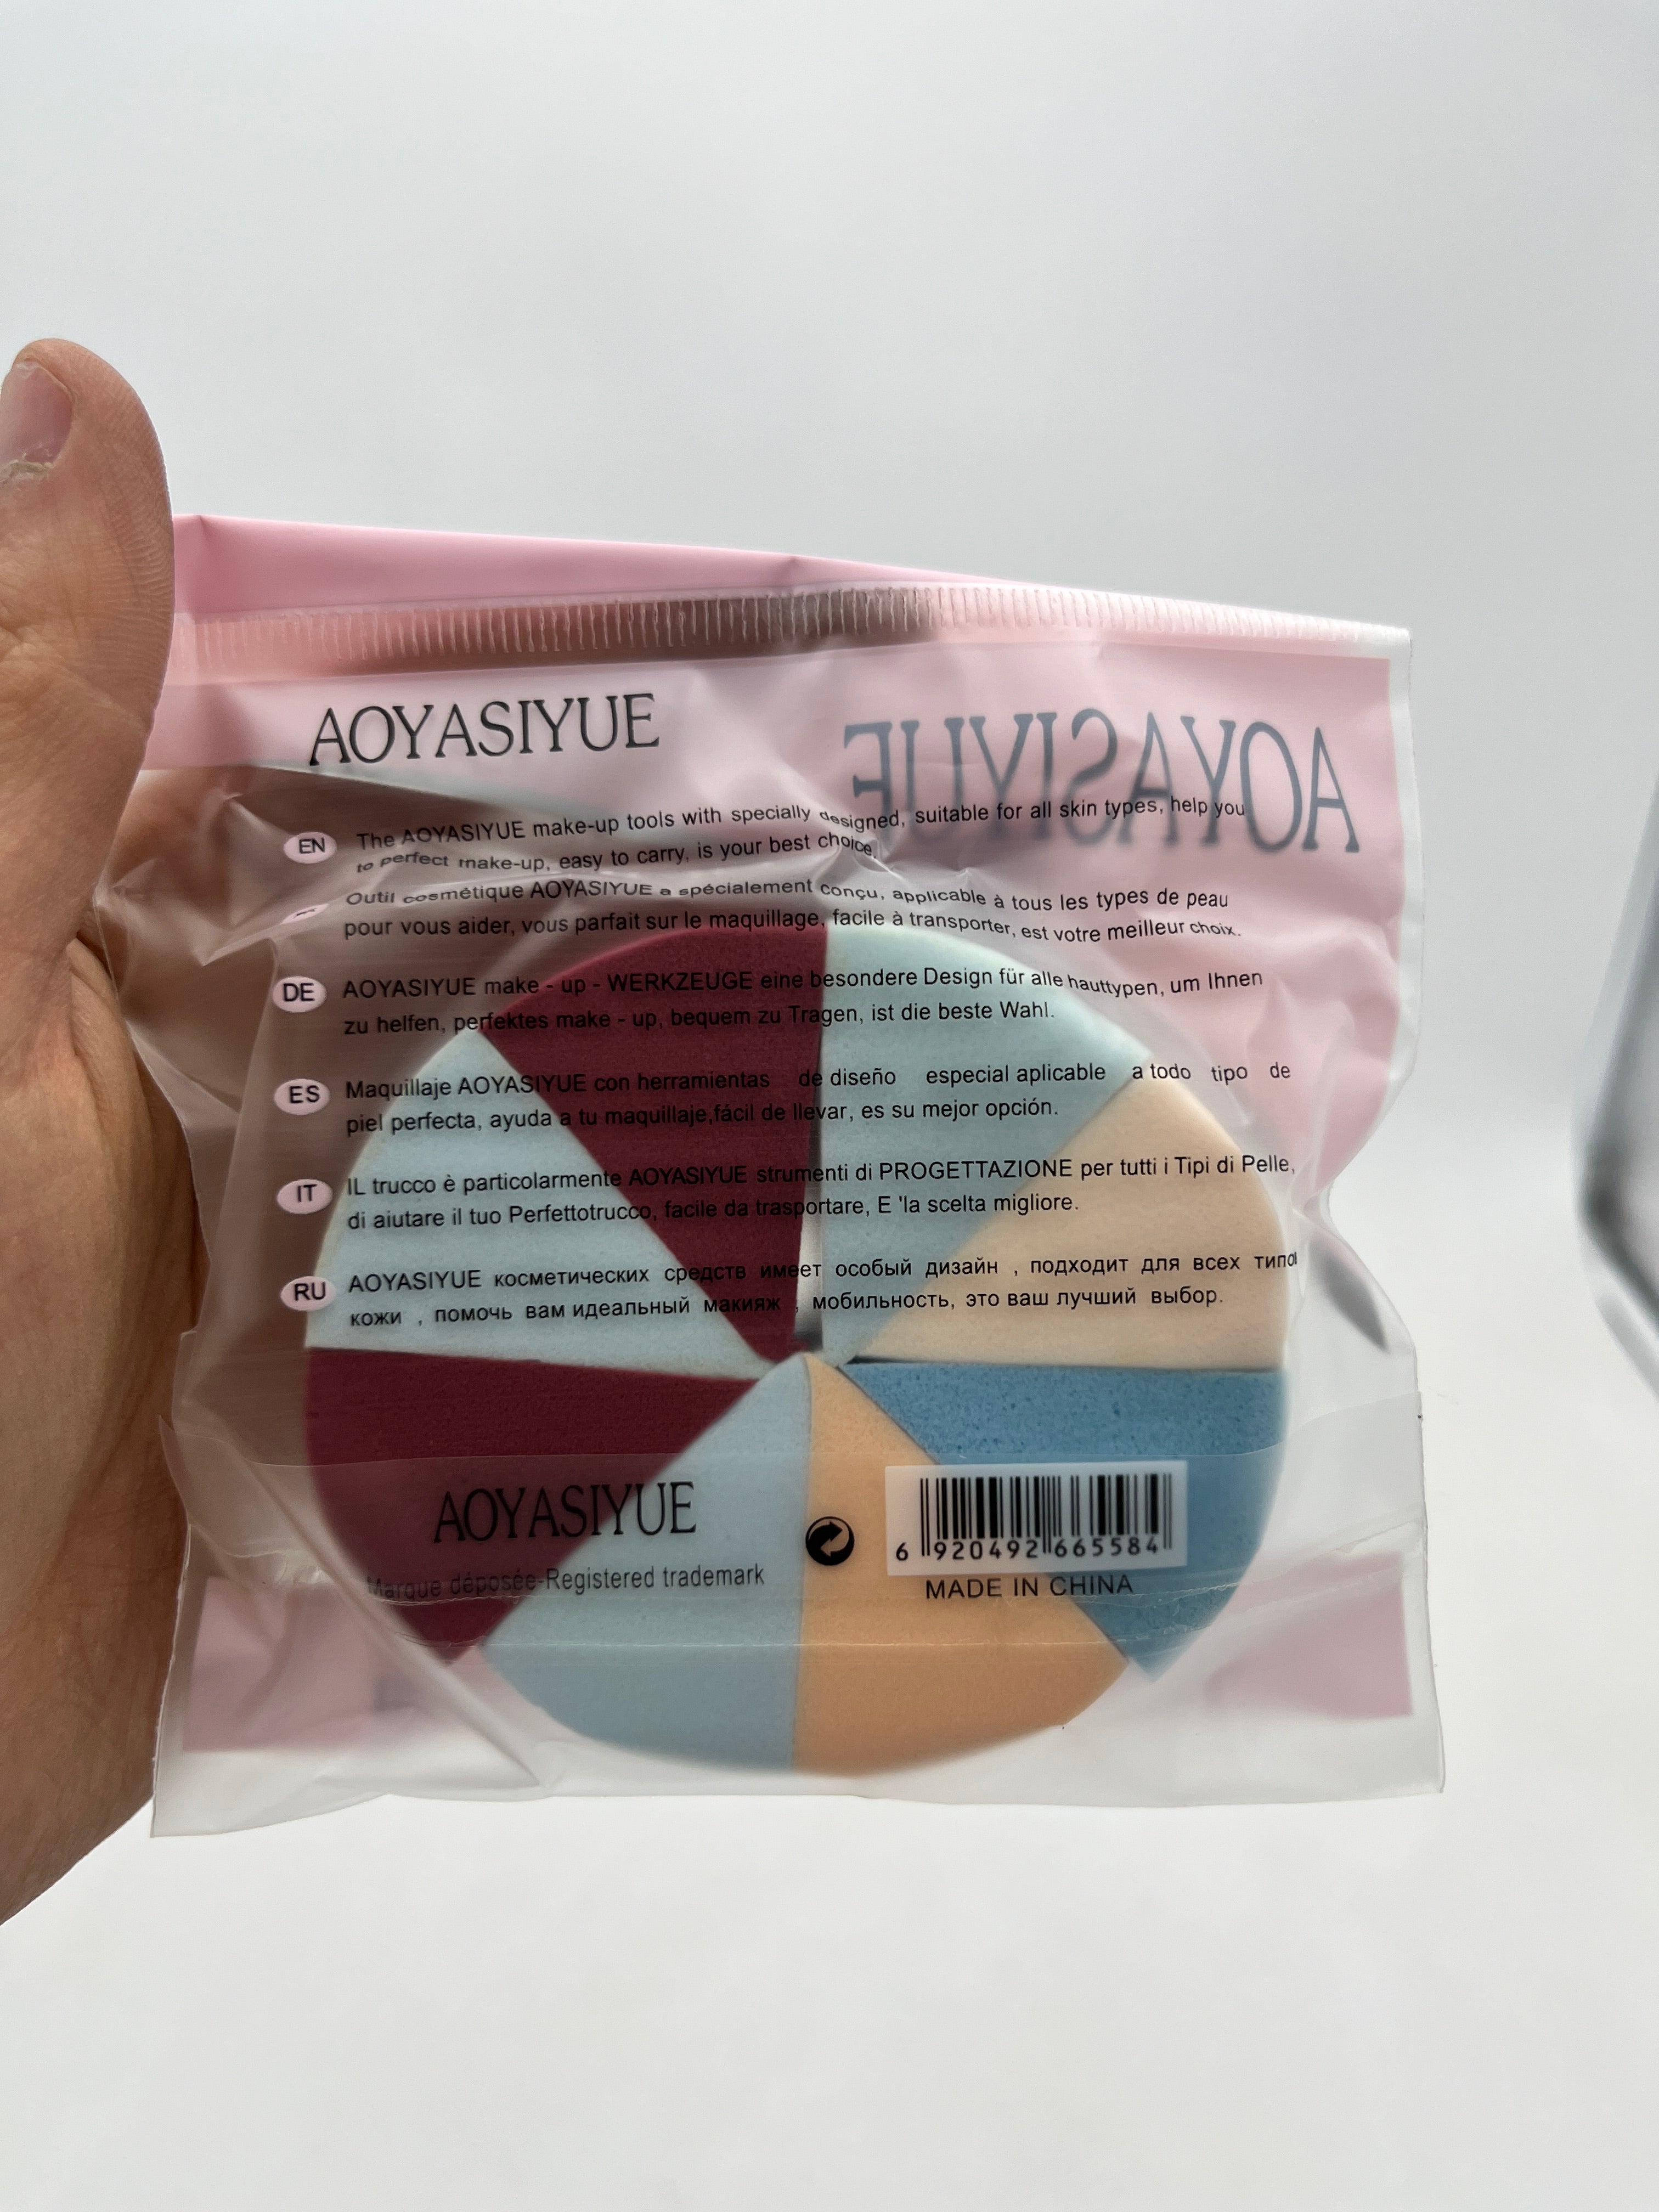 AOYASIYUE
AOYASIYUE
EN
The AOYASIYUE make-up tools with specially designed, suitable for all skin types, help you
to perfect make-up, easy to carry, is your best choice.
Outil cosmétique AOYASIYUE a spécialement conçu, applicable à tous les types de peau
pour vous aider, vous parfait sur le maquillage, facile à transporter, est votre meilleur choix.
DE
AOYASIYUE make - up - WERKZEUGE eine besondere Design für alle hauttypen, um Ihnen
zu helfen, perfektes make - up, bequem zu Tragen, ist die beste Wahl.
ES
Maquillaje AOYASIYUE con herramientas de diseño especial aplicable a todo tipo de
piel perfecta, ayuda a tu maquillaje,fácil de llevar, es su mejor opción.
IT
IL trucco è particolarmente AOYASIYUE strumenti di PROGETTAZIONE per tutti i Tipi di Pelle,
di aiutare il tuo Perfettotrucco, facile da trasportare, E 'la scelta migliore.
RU
AOYASIYUE косметических средств имеет особый дизайн , подходит для всех типов
кожи , помочь вам идеальный макияж , мобильность, это ваш лучший выбор.
AOYASIYUE
Marque déposée-Registered trademark
6 920492 665584
MADE IN CHINA